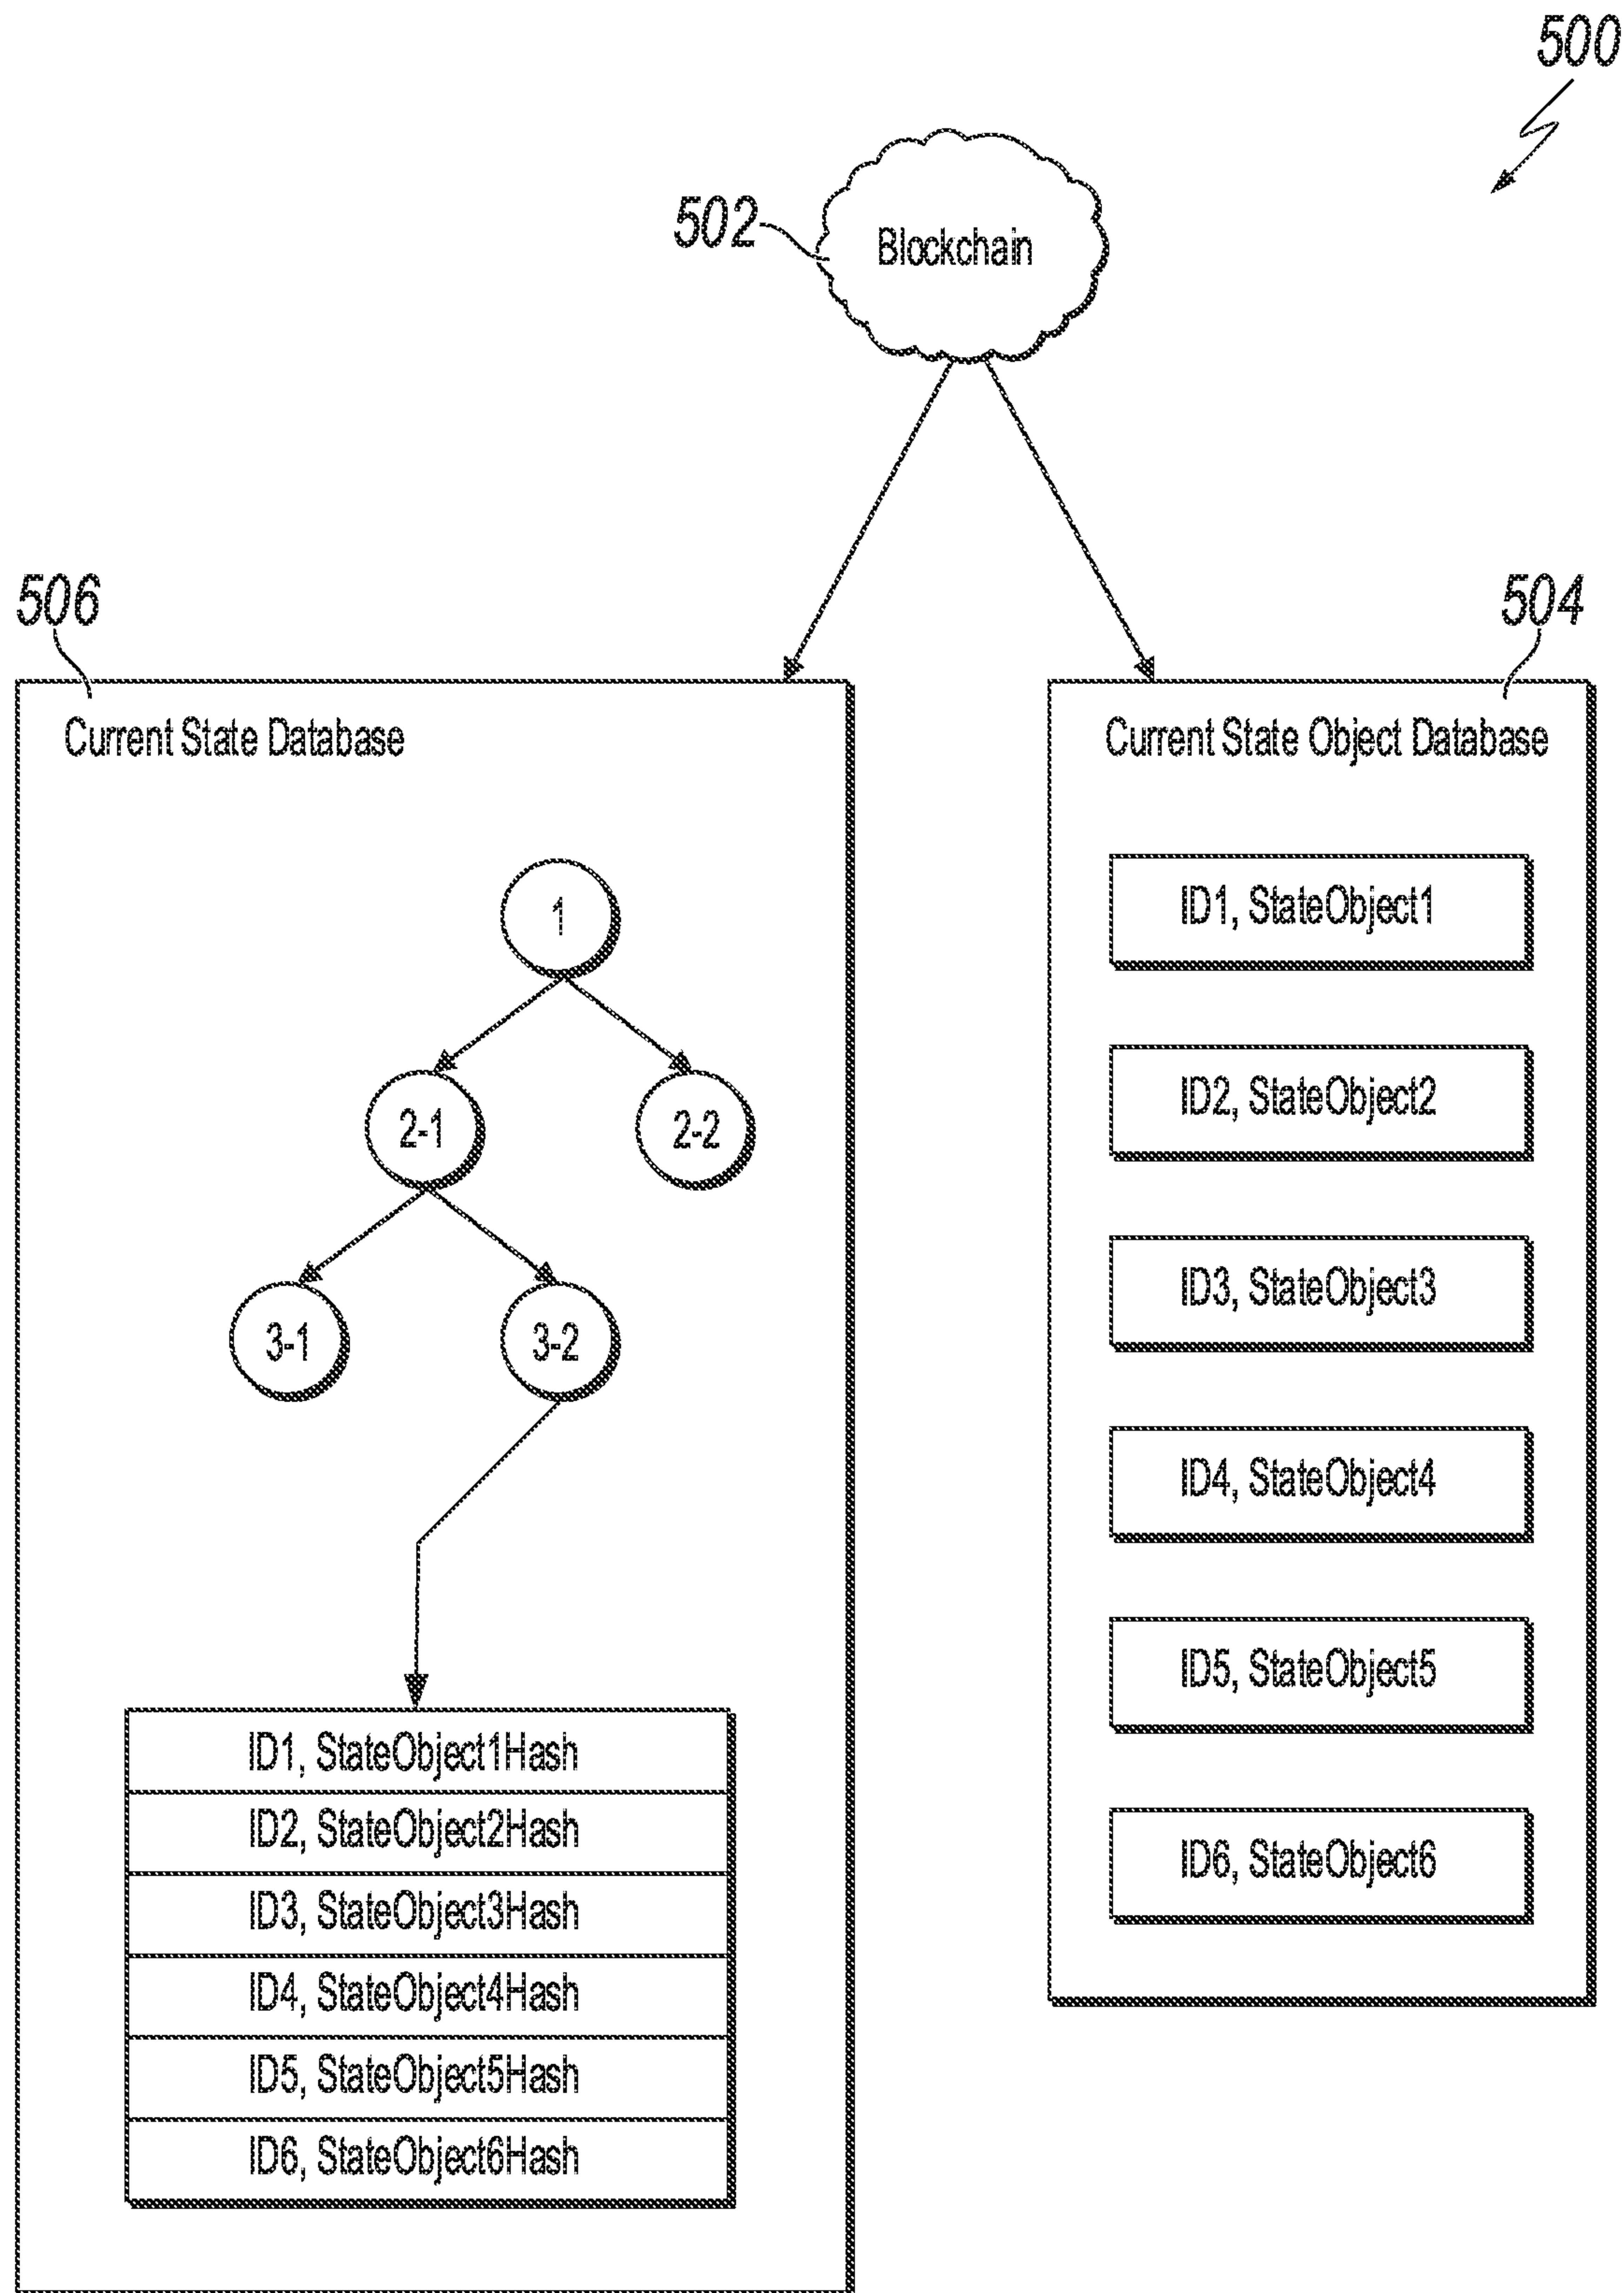 500
502
Blockchain
506
504
Current State Database
Current State Object Database
1
2-1
2-2
3-1
3-2
ID1, StateObject1Hash
ID2, StateObject2Hash
ID3, StateObject3Hash
ID4, StateObject4Hash
ID5, StateObject5Hash
ID6, StateObject6Hash
ID1, StateObject1
ID2, StateObject2
ID3, StateObject3
ID4, StateObject4
ID5, StateObject5
ID6, StateObject6